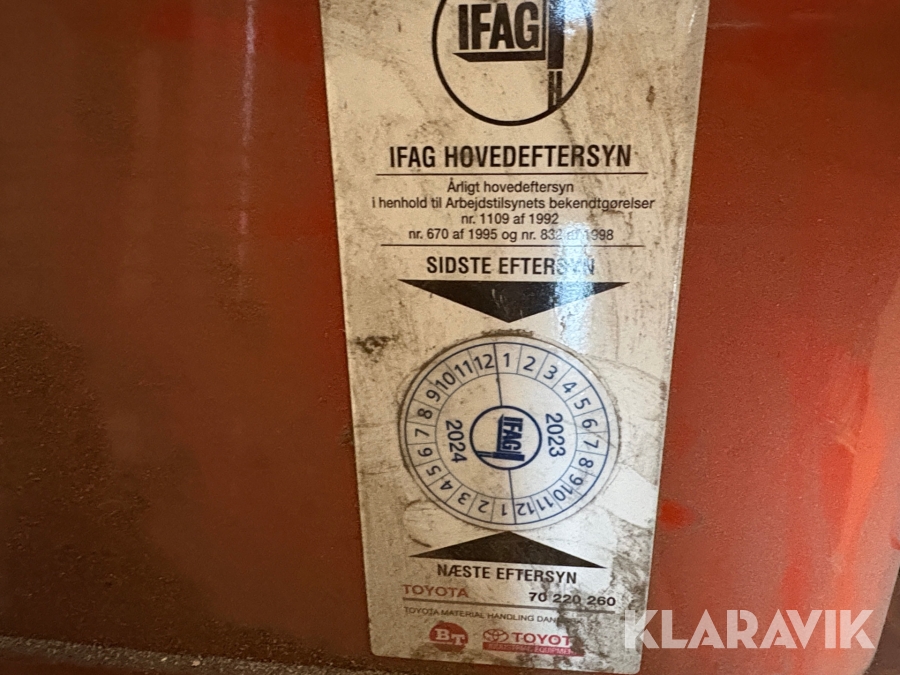 IFAG
IFAG HOVEDEFTERSYN
Årligt hovedeftersyn
i henhold til Arbejdstilsynets bekendtgørelser
nr. 1109 af 1992
nr. 670 af 1995 og nr. 832 af 1998
SIDSTE EFTERSYN
1 2 3 4 5 6 7 8 9 10 11 12
2023
IFAG
2024
1 2 3 4 5 6 7 8 9 10 11 12
NÆSTE EFTERSYN
TOYOTA 70 220 260
TOYOTA MATERIAL HANDLING
BT TOYOTA
KLARAVIK